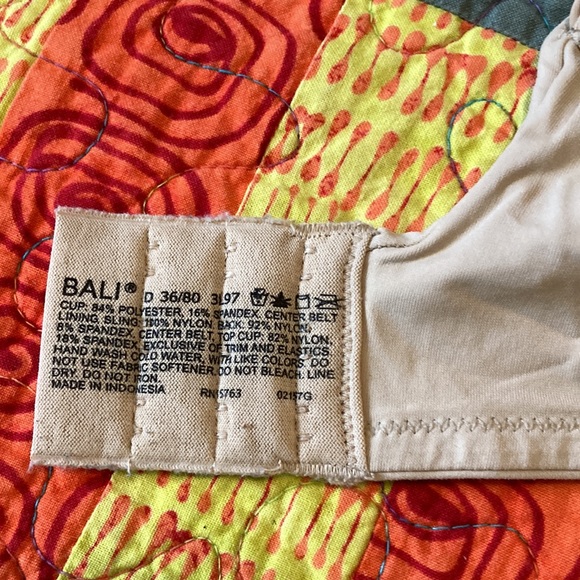 BALI® D 36/80 3L97
CUP: 84% POLYESTER, 16% SPANDEX. CENTER BELT
LINING, SLING: 100% NYLON. BACK: 92% NYLON,
8% SPANDEX. CENTER BELT, TOP CUP: 82% NYLON,
18% SPANDEX. EXCLUSIVE OF TRIM AND ELASTICS.
HAND WASH COLD WATER, WITH LIKE COLORS. DO
NOT USE FABRIC SOFTENER. DO NOT BLEACH. LINE
DRY. DO NOT IRON.
MADE IN INDONESIA RN15763 02157G